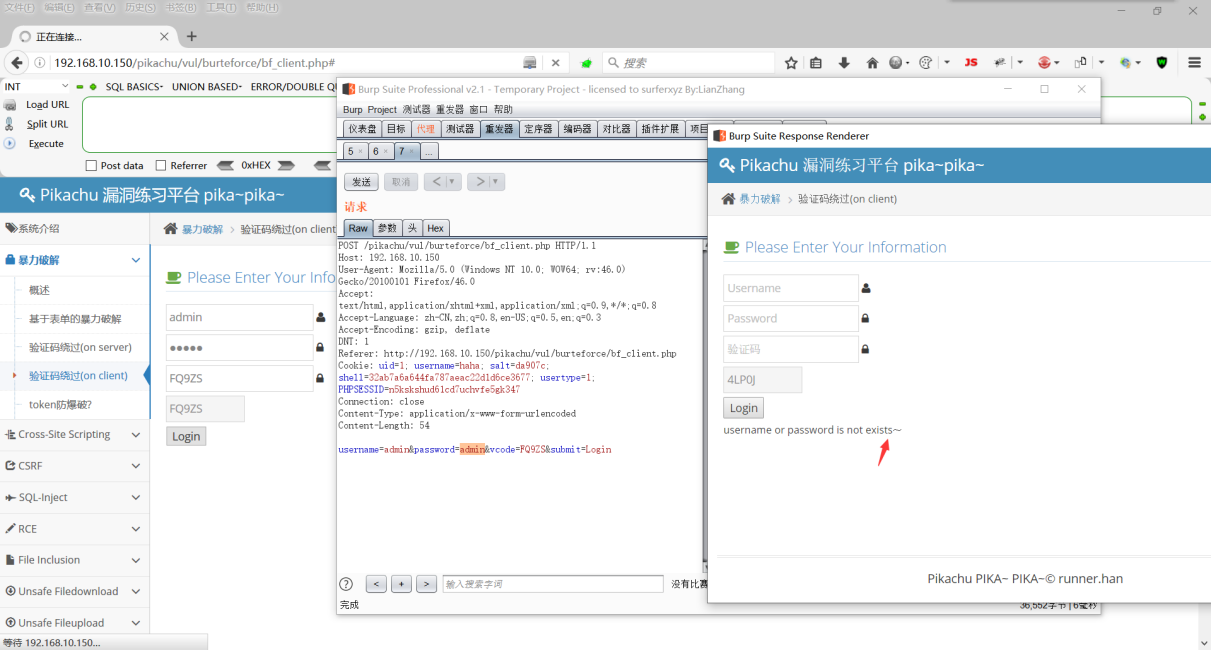 文件(F) 编辑(E) 查看(V) 历史(S) 书签(B) 工具(T) 帮助(H)
正在连接...
192.168.10.150/pikachu/vul/burteforce/bf_client.php#
搜索
JS
INT
SQL BASICS- UNION BASED- ERROR/DOUBLE QU
Load URL
Split URL
Execute
Post data Referrer 0xHEX
Pikachu 漏洞练习平台 pika~pika~
系统介绍
暴力破解
概述
基于表单的暴力破解
验证码绕过(on server)
验证码绕过(on client)
token防爆破?
Cross-Site Scripting
CSRF
SQL-Inject
RCE
File Inclusion
Unsafe Filedownload
Unsafe Fileupload
等待 192.168.10.150...
暴力破解 > 验证码绕过(on client
Please Enter Your Info
admin
●●●●●
FQ9ZS
FQ9ZS
Login
Burp Suite Professional v2.1 - Temporary Project - licensed to surferxyz By:LianZhang
Burp Project 测试器 重发器 窗口 帮助
仪表盘 目标 代理 测试器 重发器 定序器 编码器 对比器 插件扩展 项目
5 × 6 × 7 × ...
发送 取消 < >
请求
Raw 参数 头 Hex
POST /pikachu/vul/burteforce/bf_client.php HTTP/1.1
Host: 192.168.10.150
User-Agent: Mozilla/5.0 (Windows NT 10.0; WOW64; rv:46.0)
Gecko/20100101 Firefox/46.0
Accept:
text/html,application/xhtml+xml,application/xml;q=0.9,*/*;q=0.8
Accept-Language: zh-CN,zh;q=0.8,en-US;q=0.5,en;q=0.3
Accept-Encoding: gzip, deflate
DNT: 1
Referer: http://192.168.10.150/pikachu/vul/burteforce/bf_client.php
Cookie: uid=1; username=haha; salt=da907c;
shell=32ab7a6a644fa787aeac22d1d6ce3677; usertype=1;
PHPSESSID=n5kskshud61cd7uchvfe5gk347
Connection: close
Content-Type: application/x-www-form-urlencoded
Content-Length: 54
username=admin&password=admin&vcode=FQ9ZS&submit=Login
? < + > 输入搜索字词 没有比赛
完成
36,552字节 | 6毫秒
Burp Suite Response Renderer
Pikachu 漏洞练习平台 pika~pika~
暴力破解 > 验证码绕过(on client)
Please Enter Your Information
Username
Password
验证码
4LP0J
Login
username or password is not exists~
Pikachu PIKA~ PIKA~© runner.han